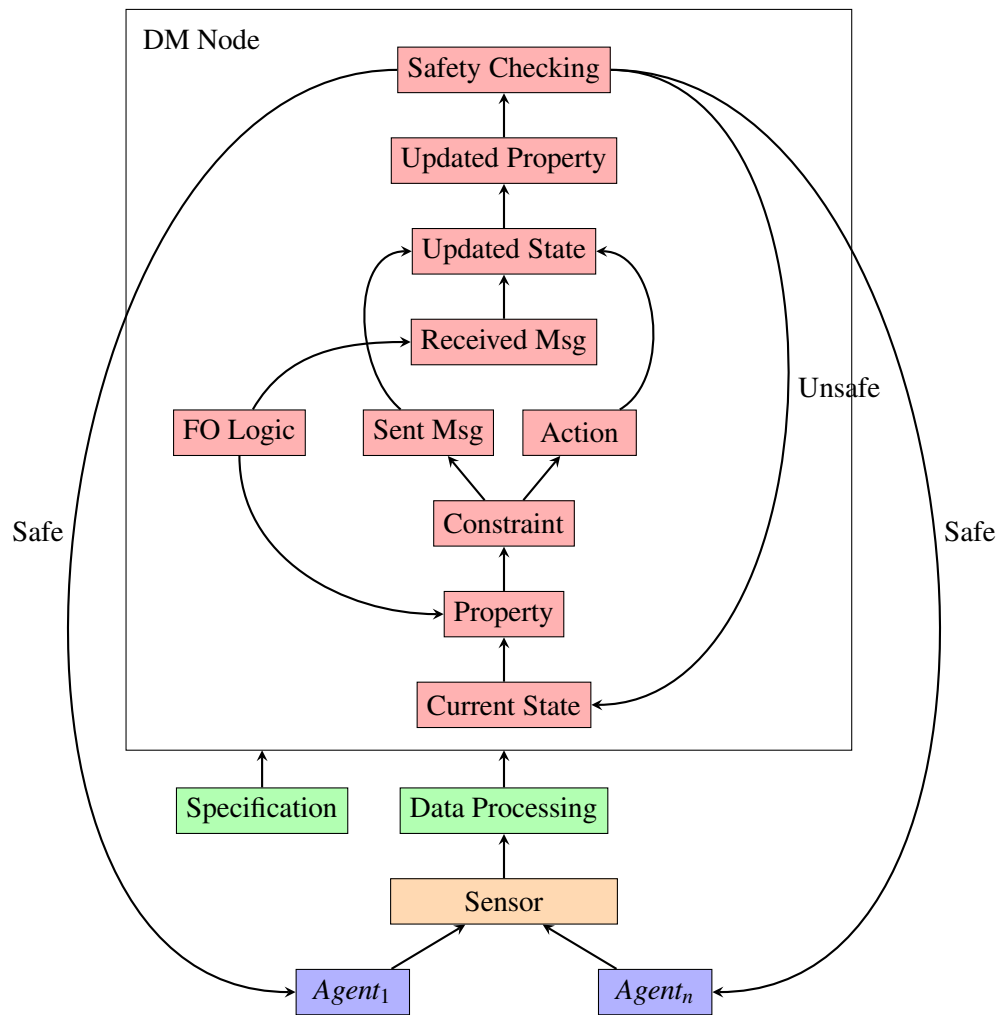 DM Node
Safety Checking
Updated Property
Updated State
Received Msg
Unsafe
FO Logic
Sent Msg
Action
Constraint
Safe
Safe
Property
Current State
Specification
Data Processing
Sensor
Agent₁
Agentₙ